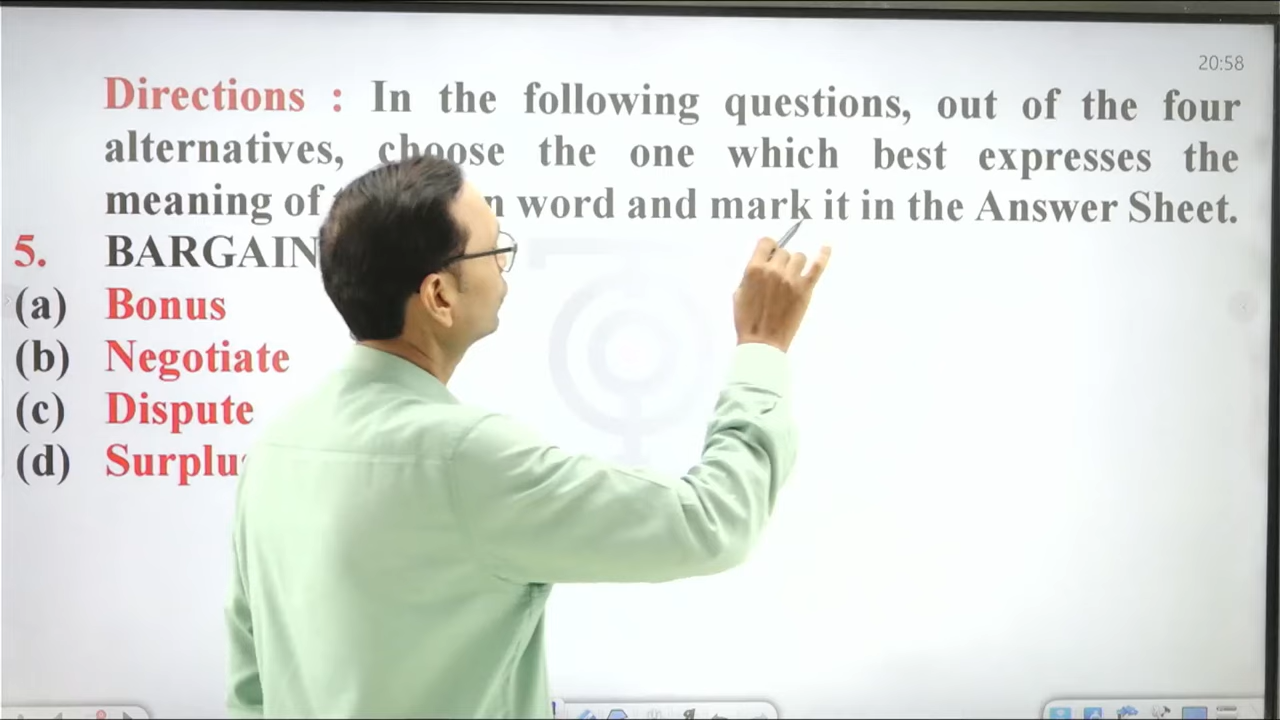 20:58
Directions : In the following questions, out of the four
alternatives, choose the one which best expresses the
meaning of word and mark it in the Answer Sheet.
5. BARGAIN
(a) Bonus
(b) Negotiate
(c) Dispute
(d)